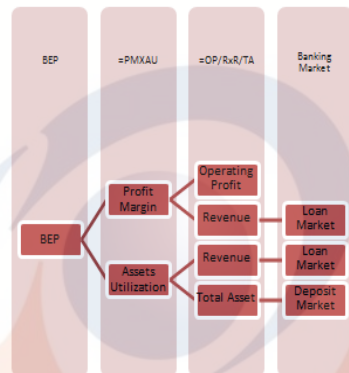 BEP
=PMXAU
=OP/RxR/TA
Banking
Market
Operating
Profit
Profit
Margin
Revenue
Loan
Market
BEP
Revenue
Loan
Market
Assets
Utilization
Total Asset
Deposit
Market